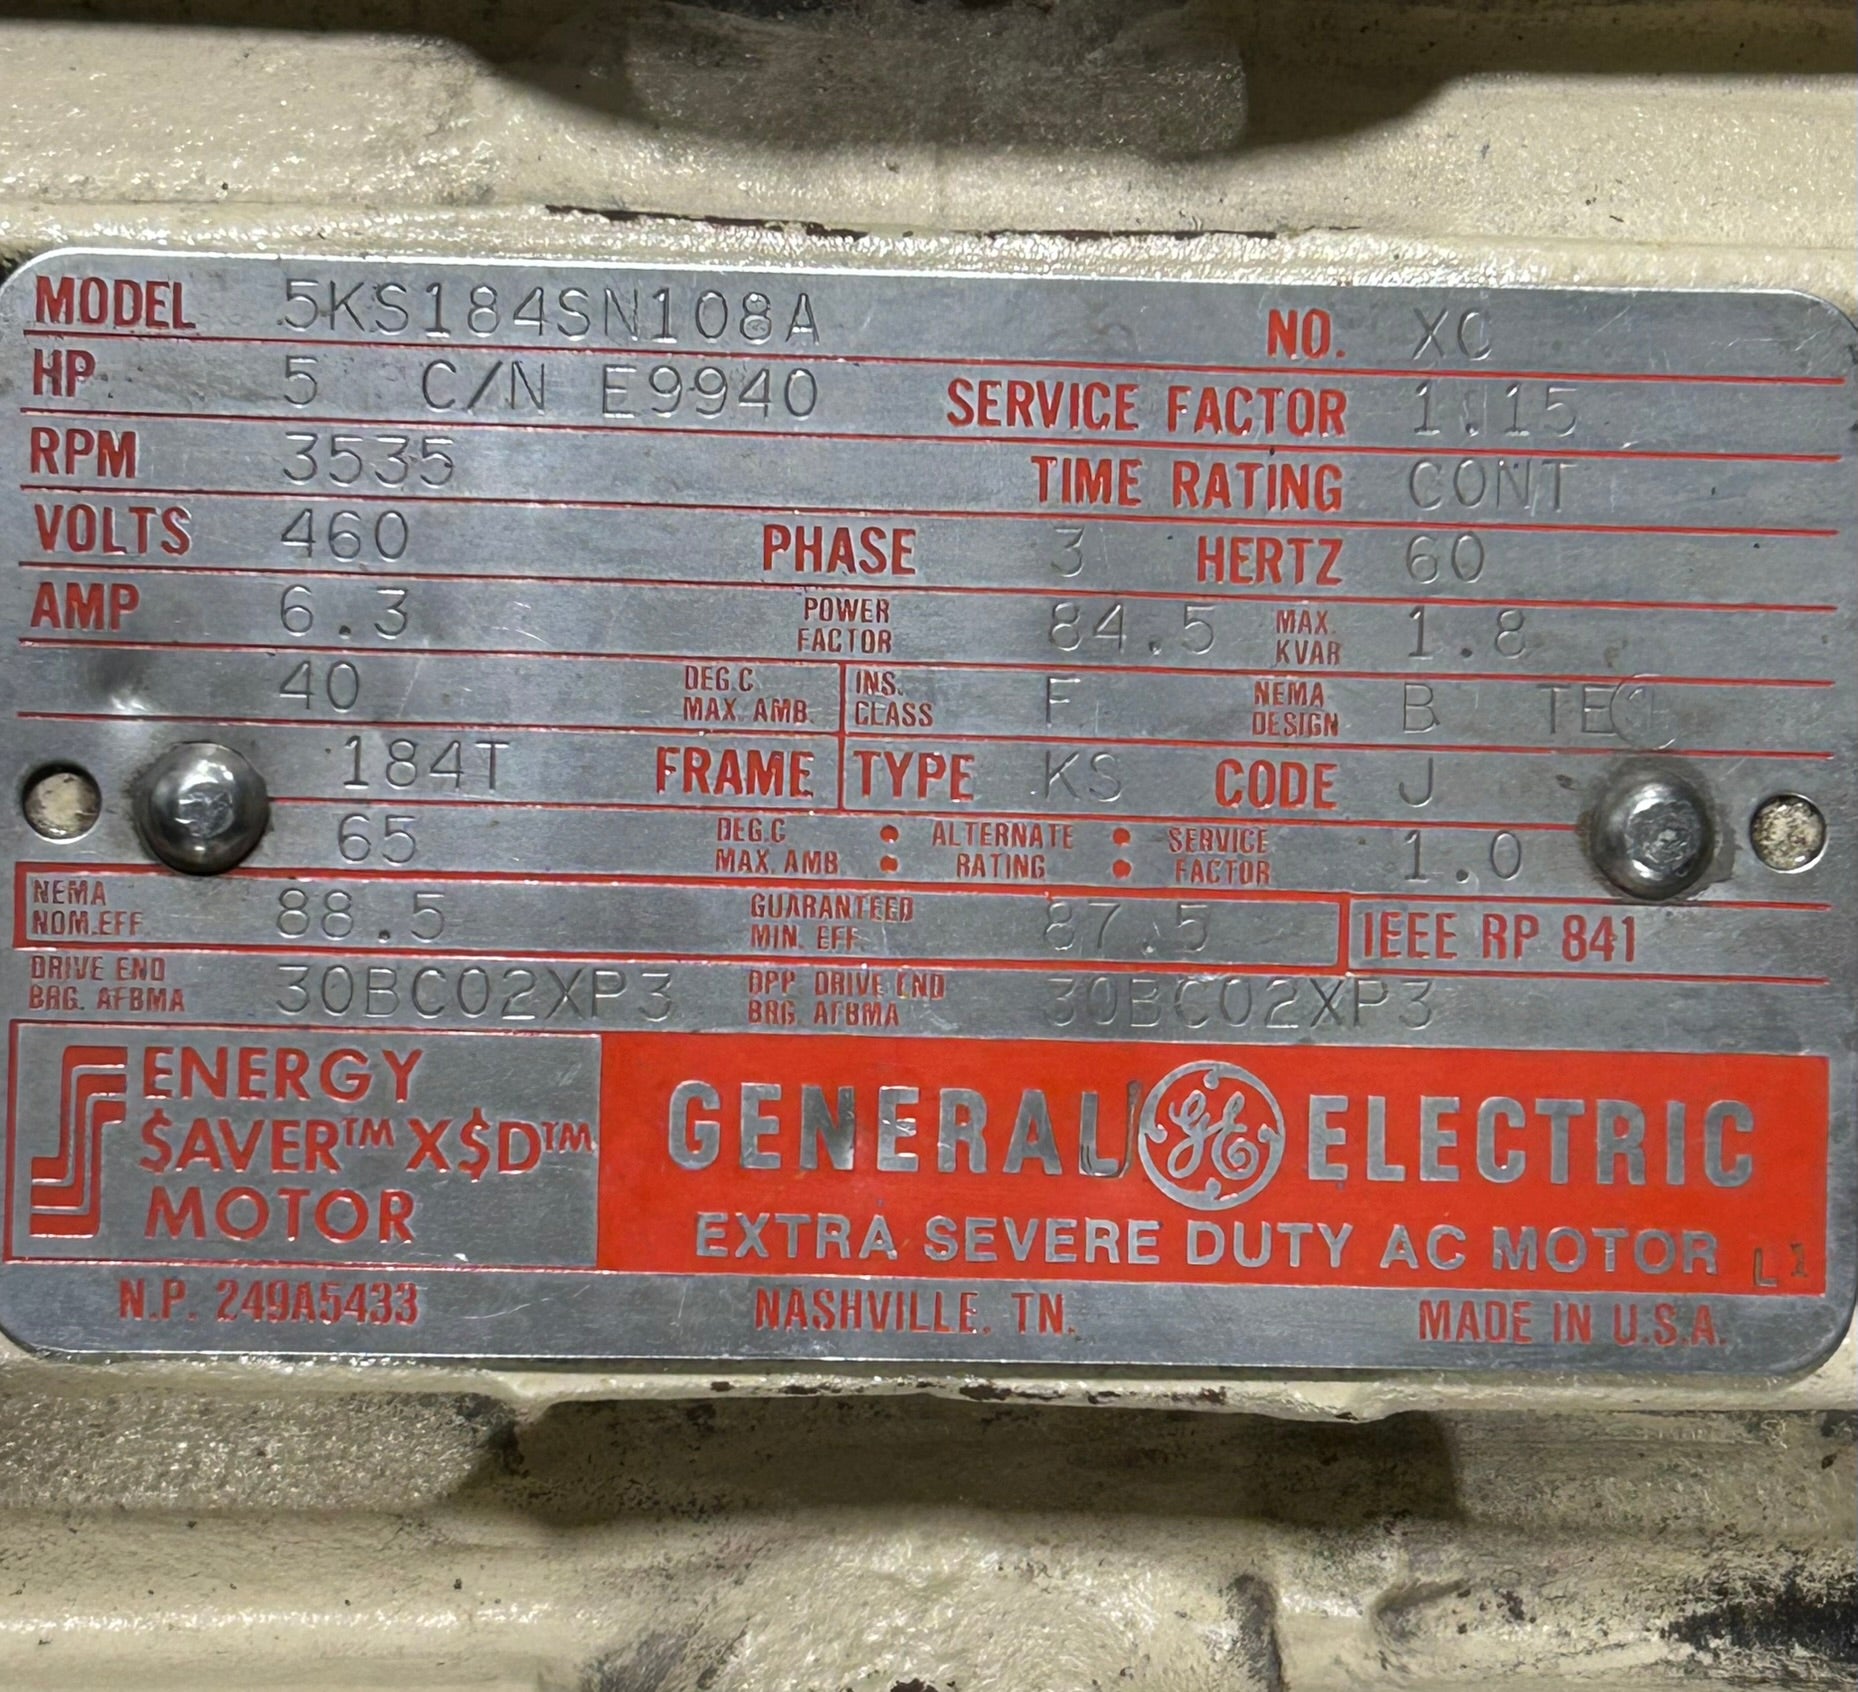 MODEL 5KS184SN108A NO. XC
HP 5 C/N E9940 SERVICE FACTOR 1.15
RPM 3535 TIME RATING CONT
VOLTS 460 PHASE 3 HERTZ 60
AMP 6.3 POWER FACTOR 84.5 MAX. KVAR 1.8
40 DEG.C MAX. AMB. INS. CLASS F NEMA DESIGN B
184T FRAME TYPE KS CODE J
65 DEG.C MAX. AMB. ALTERNATE RATING SERVICE FACTOR 1.0
NEMA NOM.EFF 88.5 GUARANTEED MIN. EFF. 87.5 IEEE RP 841
DRIVE END BRG. AFBMA 30BC02XP3 OPP. DRIVE END BRG. AFBMA 30BC02XP3
ENERGY
$AVER™ X$D™
MOTOR
GENERAL GE ELECTRIC
EXTRA SEVERE DUTY AC MOTOR L1
N.P. 249A5433 NASHVILLE, TN. MADE IN U.S.A.